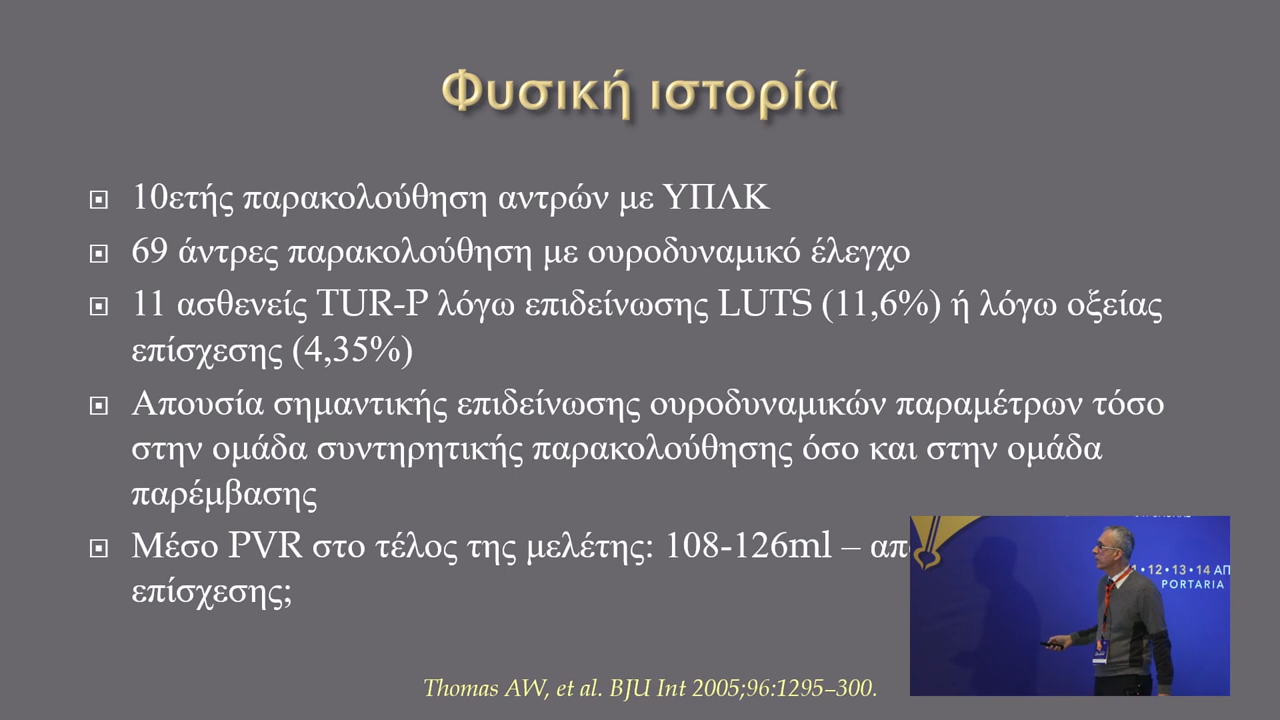 Φυσική ιστορία
10ετής παρακολούθηση αντρών με ΥΠΛΚ
69 άντρες παρακολούθηση με ουροδυναμικό έλεγχο
11 ασθενείς TUR-P λόγω επιδείνωσης LUTS (11,6%) ή λόγω οξείας
επίσχεσης (4,35%)
Απουσία σημαντικής επιδείνωσης ουροδυναμικών παραμέτρων τόσο
στην ομάδα συντηρητικής παρακολούθησης όσο και στην ομάδα
παρέμβασης
Μέσο PVR στο τέλος της μελέτης: 108-126ml –
επίσχεσης;
12 • 13 • 14 ΑΠ
PORTARIA
Thomas AW, et al. BJU Int 2005;96:1295–300.